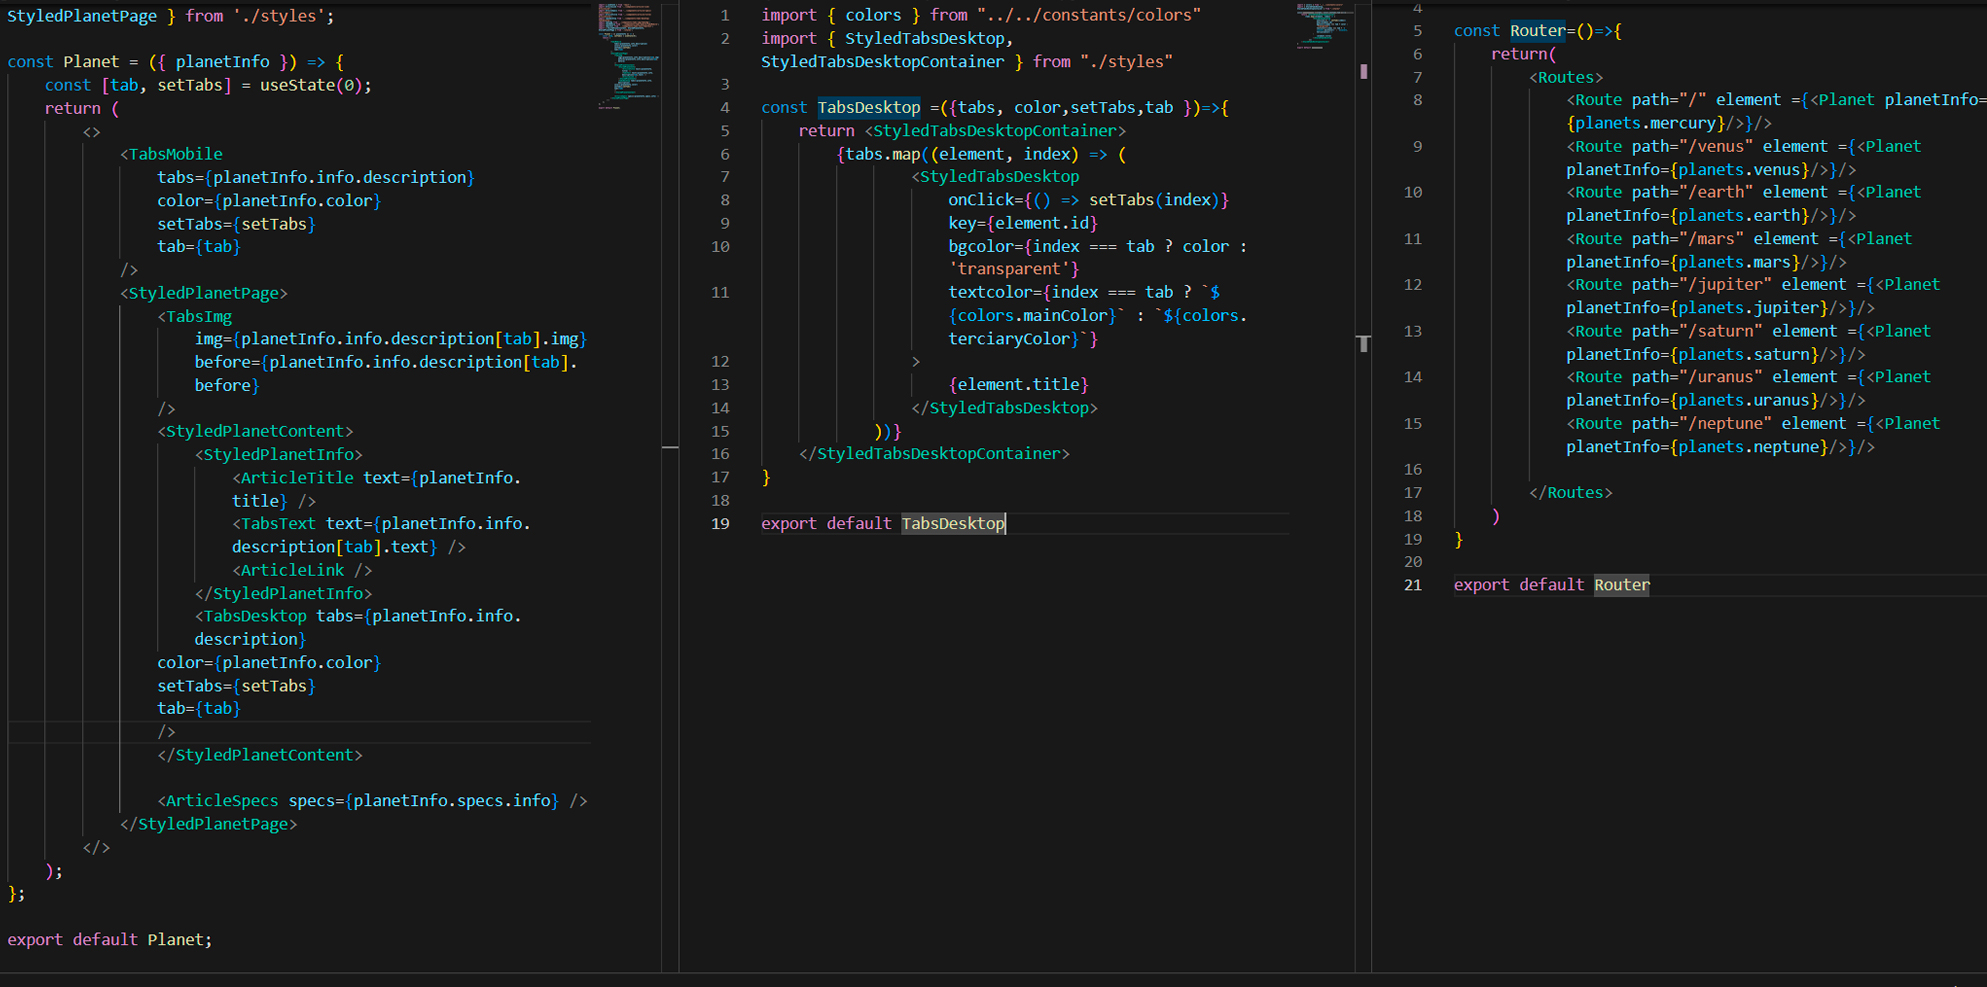 StyledPlanetPage } from './styles';
const Planet = ({ planetInfo }) => {
const [tab, setTabs] = useState(0);
return (
<>
<TabsMobile
tabs={planetInfo.info.description}
color={planetInfo.color}
setTabs={setTabs}
tab={tab}
/>
<StyledPlanetPage>
<TabsImg
img={planetInfo.info.description[tab].img}
before={planetInfo.info.description[tab].
before}
/>
<StyledPlanetContent>
<StyledPlanetInfo>
<ArticleTitle text={planetInfo.
title} />
<TabsText text={planetInfo.info.
description[tab].text} />
<ArticleLink />
</StyledPlanetInfo>
<TabsDesktop tabs={planetInfo.info.
description}
color={planetInfo.color}
setTabs={setTabs}
tab={tab}
/>
</StyledPlanetContent>
<ArticleSpecs specs={planetInfo.specs.info} />
</StyledPlanetPage>
</>
);
};
export default Planet;
1 import { colors } from "../../constants/colors"
2 import { StyledTabsDesktop,
StyledTabsDesktopContainer } from "./styles"
3
4 const TabsDesktop =({tabs, color,setTabs,tab })=>{
5 return <StyledTabsDesktopContainer>
6 {tabs.map((element, index) => (
7 <StyledTabsDesktop
8 onClick={() => setTabs(index)}
9 key={element.id}
10 bgcolor={index === tab ? color :
'transparent'}
11 textcolor={index === tab ? `$
{colors.mainColor}` : `${colors.
terciaryColor}`}
12 >
13 {element.title}
14 </StyledTabsDesktop>
15 ))}
16 </StyledTabsDesktopContainer>
17 }
18
19 export default TabsDesktop
4
5 const Router=()=>{
6 return(
7 <Routes>
8 <Route path="/" element ={<Planet planetInfo=
{planets.mercury}/>}/>
9 <Route path="/venus" element ={<Planet
planetInfo={planets.venus}/>}/>
10 <Route path="/earth" element ={<Planet
planetInfo={planets.earth}/>}/>
11 <Route path="/mars" element ={<Planet
planetInfo={planets.mars}/>}/>
12 <Route path="/jupiter" element ={<Planet
planetInfo={planets.jupiter}/>}/>
13 <Route path="/saturn" element ={<Planet
planetInfo={planets.saturn}/>}/>
14 <Route path="/uranus" element ={<Planet
planetInfo={planets.uranus}/>}/>
15 <Route path="/neptune" element ={<Planet
planetInfo={planets.neptune}/>}/>
16
17 </Routes>
18 )
19 }
20
21 export default Router